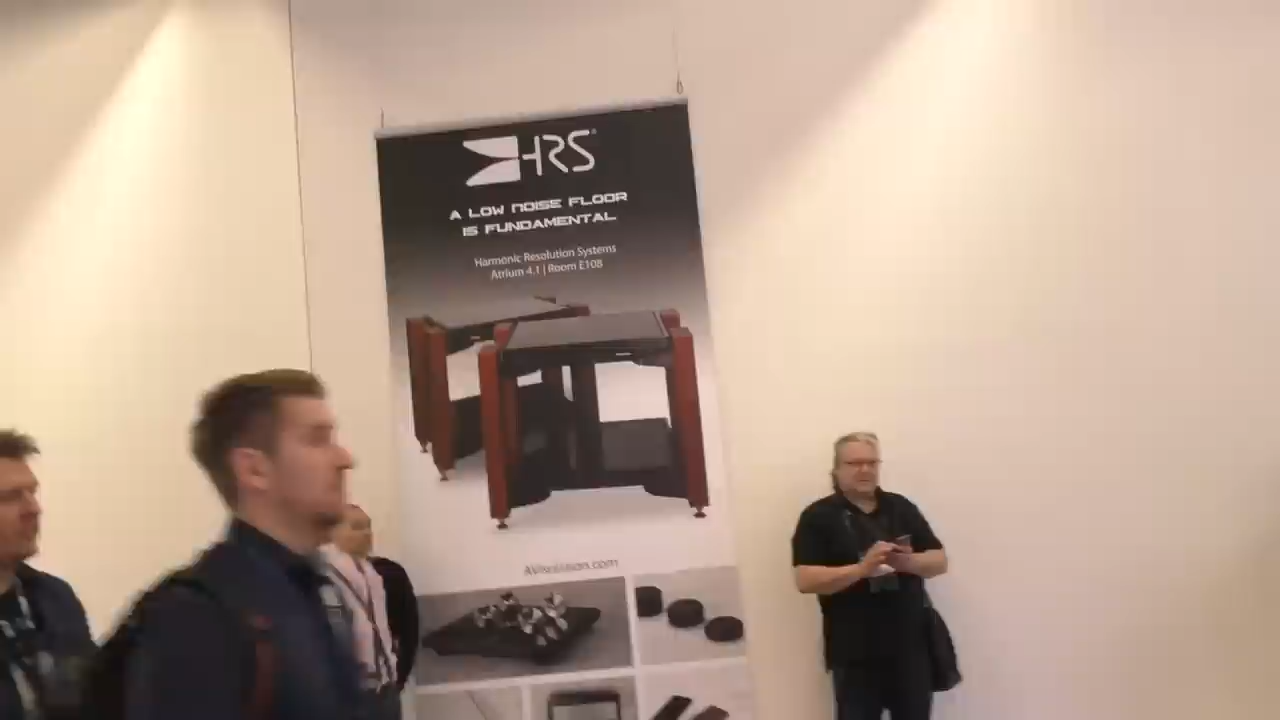 HRS
A LOW NOISE FLOOR
IS FUNDAMENTAL
Harmonic Resolution Systems
Atrium 4.1 | Room E108